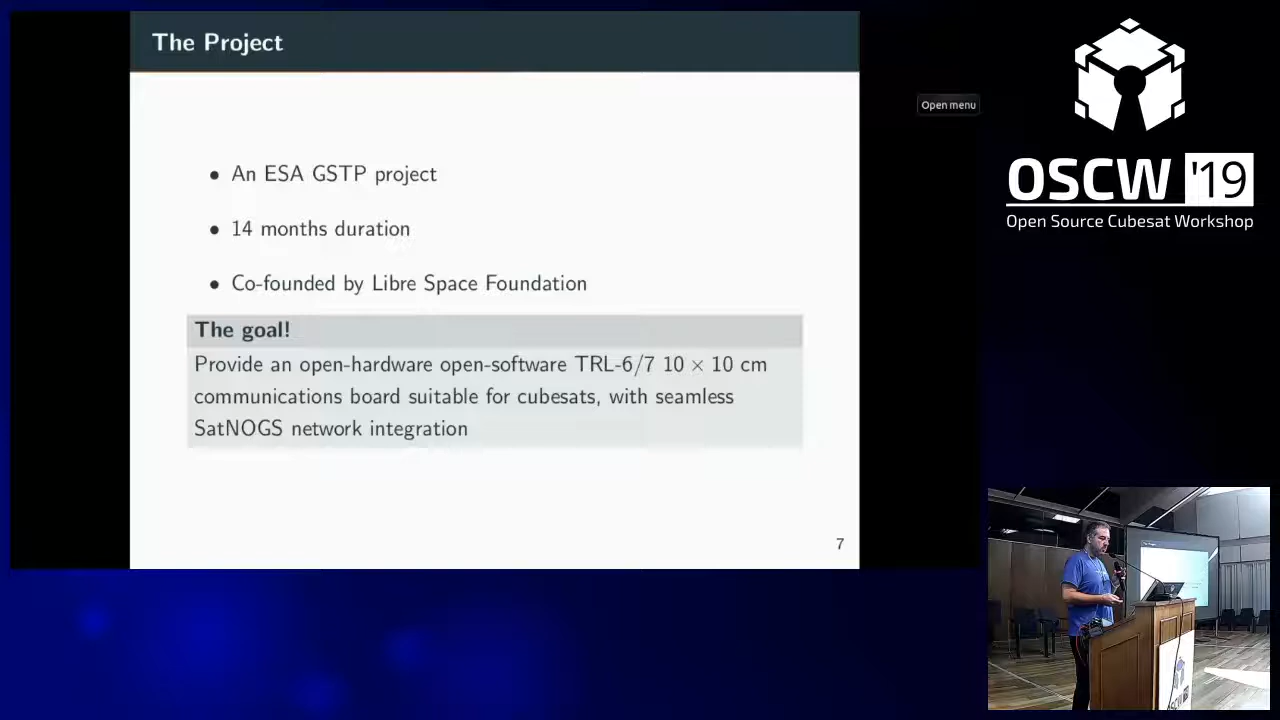 The Project
• An ESA GSTP project
• 14 months duration
• Co-founded by Libre Space Foundation
The goal!
Provide an open-hardware open-software TRL-6/7 10 × 10 cm
communications board suitable for cubesats, with seamless
SatNOGS network integration
7
Open menu
OSCW '19
Open Source Cubesat Workshop
OSCW